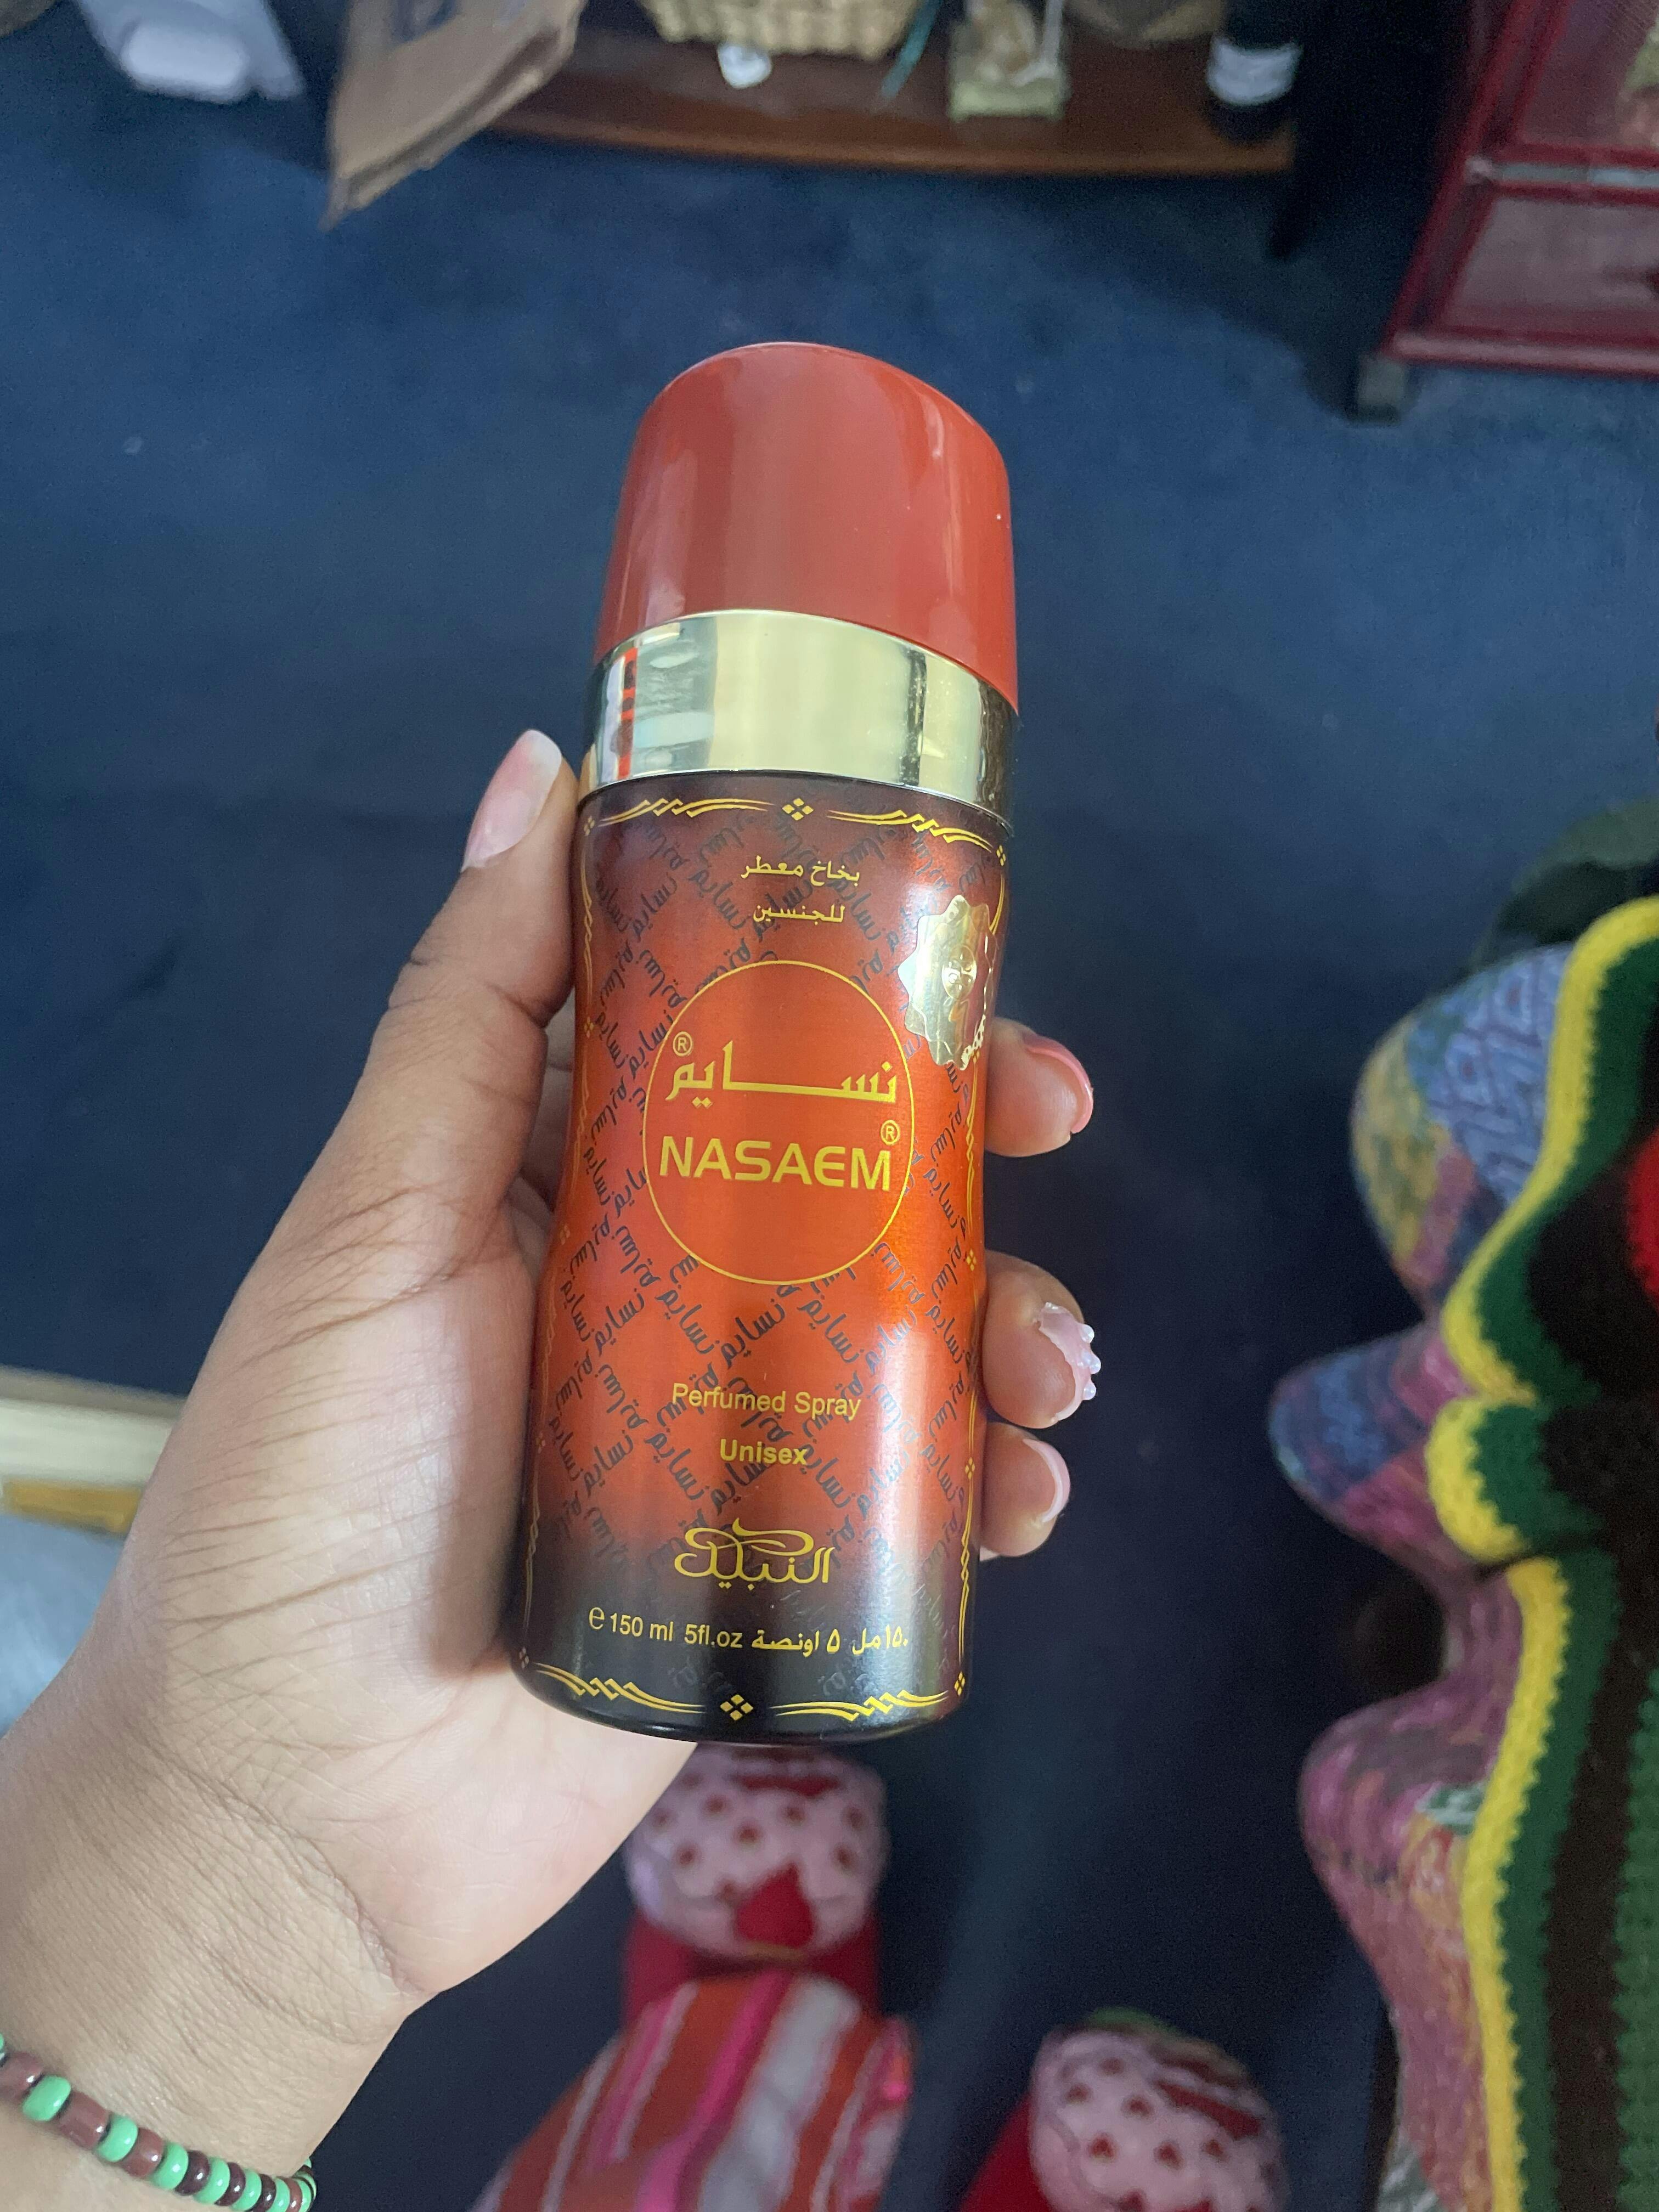 بخاخ معطر
للجنسين
نسايم®
NASAEM®
Perfumed Spray
Unisex
النبيل
e 150 ml 5fl.oz ١٥٠مل ٥ اونصة